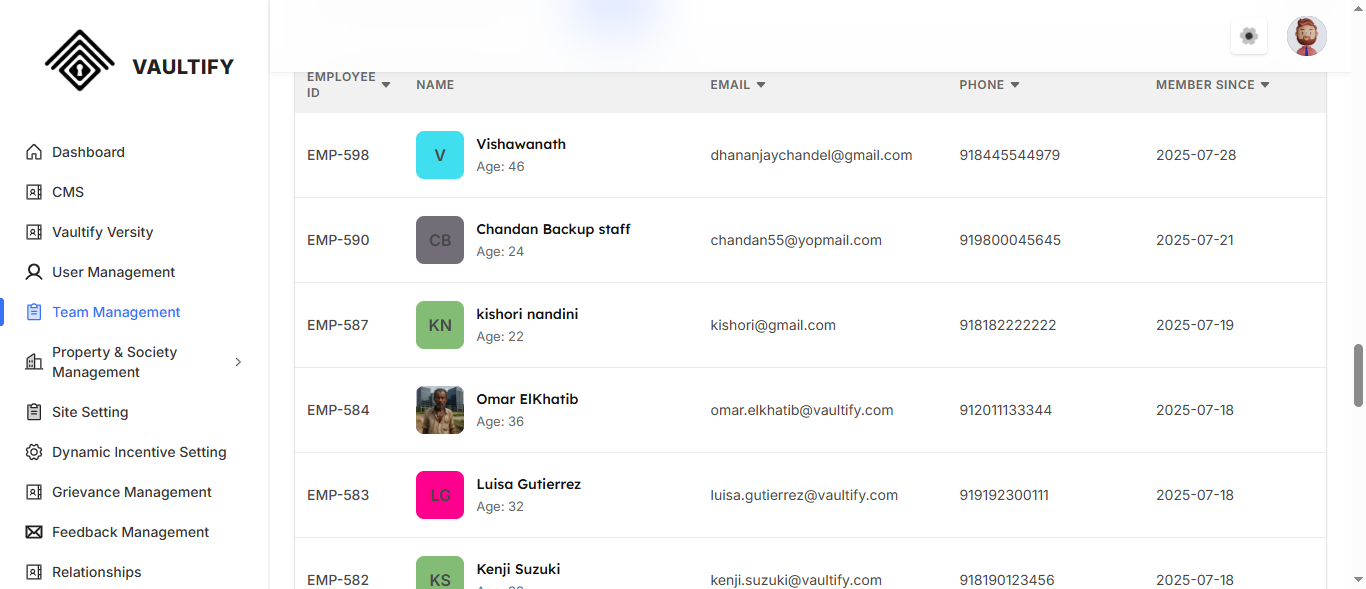 VAULTIFY
Dashboard
CMS
Vaultify Versity
User Management
Team Management
Property & Society
Management
Site Setting
Dynamic Incentive Setting
Grievance Management
Feedback Management
Relationships
EMPLOYEE
ID
NAME
EMAIL
PHONE
MEMBER SINCE
EMP-598
V
Vishawanath
Age: 46
dhananjaychandel@gmail.com
918445544979
2025-07-28
EMP-590
CB
Chandan Backup staff
Age: 24
chandan55@yopmail.com
919800045645
2025-07-21
EMP-587
KN
kishori nandini
Age: 22
kishori@gmail.com
918182222222
2025-07-19
EMP-584
Omar ElKhatib
Age: 36
omar.elkhatib@vaultify.com
912011133344
2025-07-18
EMP-583
LG
Luisa Gutierrez
Age: 32
luisa.gutierrez@vaultify.com
919192300111
2025-07-18
EMP-582
KS
Kenji Suzuki
kenji.suzuki@vaultify.com
918190123456
2025-07-18